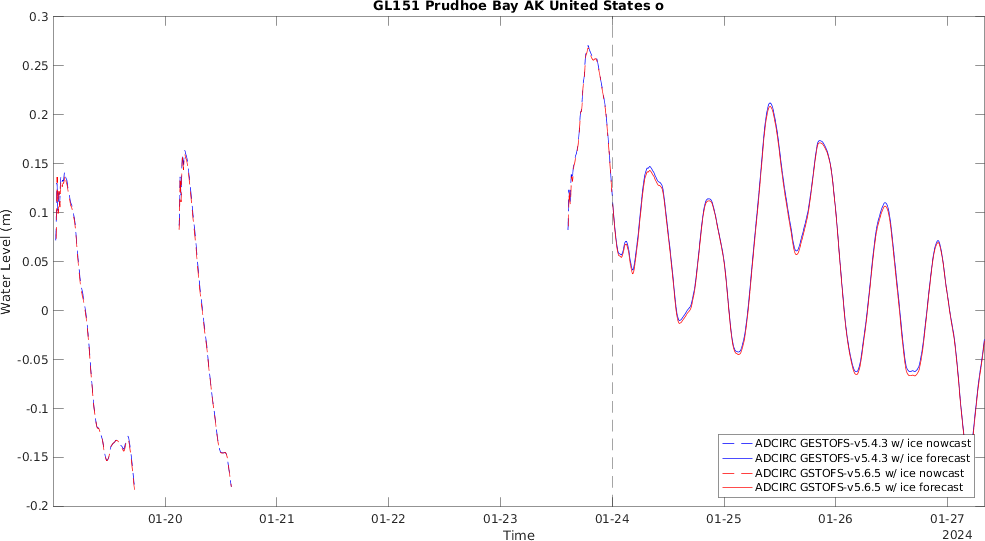 GL151 Prudhoe Bay AK United States o
0.3
0.25
0.2
0.15
0.1
0.05
0
-0.05
-0.1
-0.15
-0.2
Water Level (m)
01-20
01-21
01-22
01-23
01-24
01-25
01-26
01-27
Time
2024
ADCIRC GESTOFS-v5.4.3 w/ ice nowcast
ADCIRC GESTOFS-v5.4.3 w/ ice forecast
ADCIRC GSTOFS-v5.6.5 w/ ice nowcast
ADCIRC GSTOFS-v5.6.5 w/ ice forecast